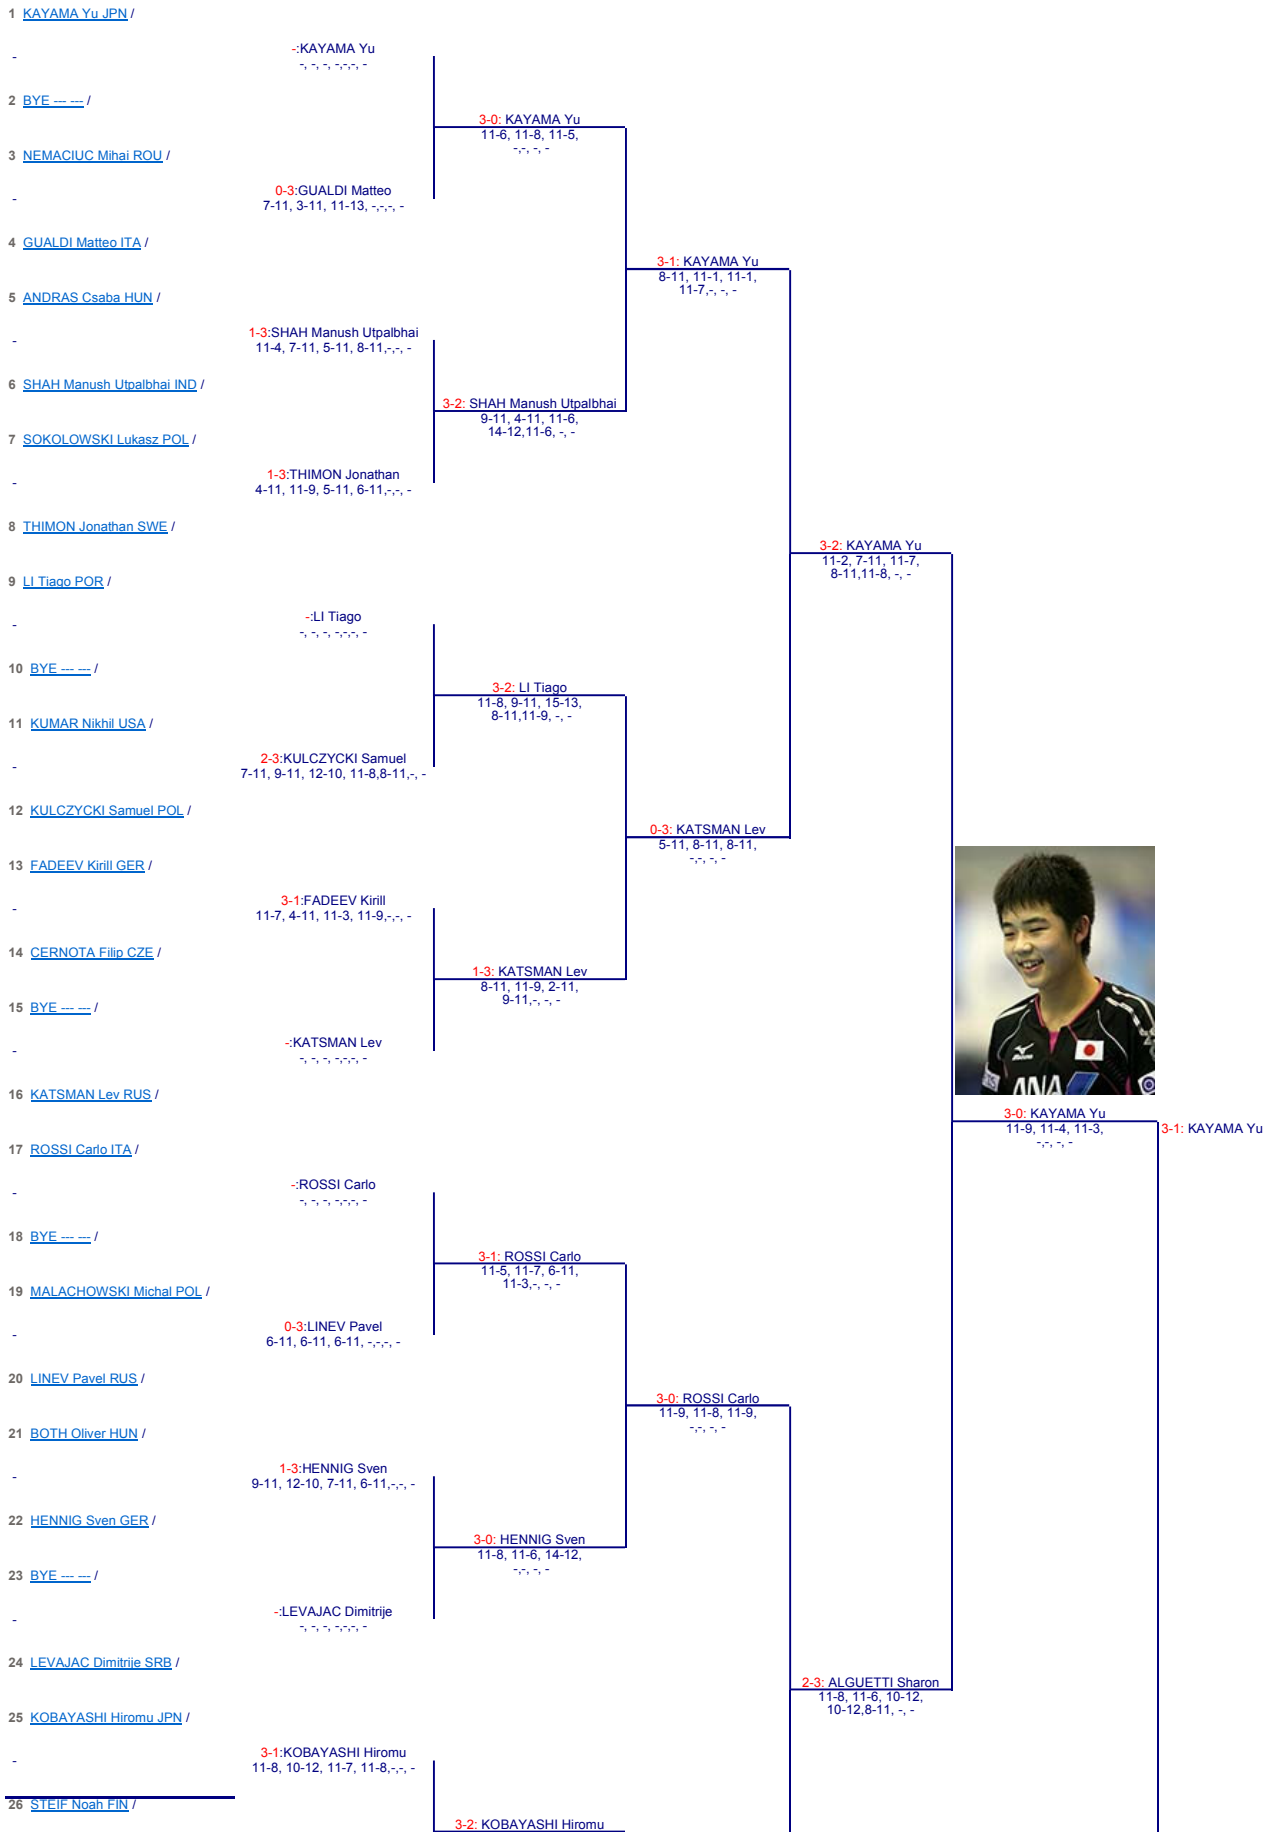 1 KAYAMA Yu JPN /
-:KAYAMA Yu
-
-, -, -, -,-,-, -
2 BYE --- --- /
3-0: KAYAMA Yu
11-6, 11-8, 11-5,
-,-, -, -
3 NEMACIUC Mihai ROU /
0-3:GUALDI Matteo
-
7-11, 3-11, 11-13, -,-,-, -
4 GUALDI Matteo ITA /
3-1: KAYAMA Yu
8-11, 11-1, 11-1,
11-7,-, -, -
5 ANDRAS Csaba HUN /
1-3:SHAH Manush Utpalbhai
-
11-4, 7-11, 5-11, 8-11,-,-, -
6 SHAH Manush Utpalbhai IND /
3-2: SHAH Manush Utpalbhai
9-11, 4-11, 11-6,
14-12,11-6, -, -
7 SOKOLOWSKI Lukasz POL /
1-3:THIMON Jonathan
-
4-11, 11-9, 5-11, 6-11,-,-, -
8 THIMON Jonathan SWE /
3-2: KAYAMA Yu
11-2, 7-11, 11-7,
8-11,11-8, -, -
9 LI Tiago POR /
-:LI Tiago
-
-, -, -, -,-,-, -
10 BYE --- --- /
3-2: LI Tiago
11-8, 9-11, 15-13,
8-11,11-9, -, -
11 KUMAR Nikhil USA /
2-3:KULCZYCKI Samuel
-
7-11, 9-11, 12-10, 11-8,8-11,-, -
12 KULCZYCKI Samuel POL /
0-3: KATSMAN Lev
5-11, 8-11, 8-11,
-,-, -, -
13 FADEEV Kirill GER /
3-1:FADEEV Kirill
-
11-7, 4-11, 11-3, 11-9,-,-, -
14 CERNOTA Filip CZE /
1-3: KATSMAN Lev
8-11, 11-9, 2-11,
9-11,-, -, -
15 BYE --- --- /
-:KATSMAN Lev
-
-, -, -, -,-,-, -
16 KATSMAN Lev RUS /
ANA
3-0: KAYAMA Yu
11-9, 11-4, 11-3,
-,-, -, -
3-1: KAYAMA Yu
17 ROSSI Carlo ITA /
-:ROSSI Carlo
-
-, -, -, -,-,-, -
18 BYE --- --- /
3-1: ROSSI Carlo
11-5, 11-7, 6-11,
11-3,-, -, -
19 MALACHOWSKI Michal POL /
0-3:LINEV Pavel
-
6-11, 6-11, 6-11, -,-,-, -
20 LINEV Pavel RUS /
3-0: ROSSI Carlo
11-9, 11-8, 11-9,
-,-, -, -
21 BOTH Oliver HUN /
1-3:HENNIG Sven
-
9-11, 12-10, 7-11, 6-11,-,-, -
22 HENNIG Sven GER /
3-0: HENNIG Sven
11-8, 11-6, 14-12,
-,-, -, -
23 BYE --- --- /
-:LEVAJAC Dimitrije
-
-, -, -, -,-,-, -
24 LEVAJAC Dimitrije SRB /
2-3: ALGUETTI Sharon
11-8, 11-6, 10-12,
10-12,8-11, -, -
25 KOBAYASHI Hiromu JPN /
3-1:KOBAYASHI Hiromu
-
11-8, 10-12, 11-7, 11-8,-,-, -
26 STEIF Noah FIN /
3-2: KOBAYASHI Hiromu